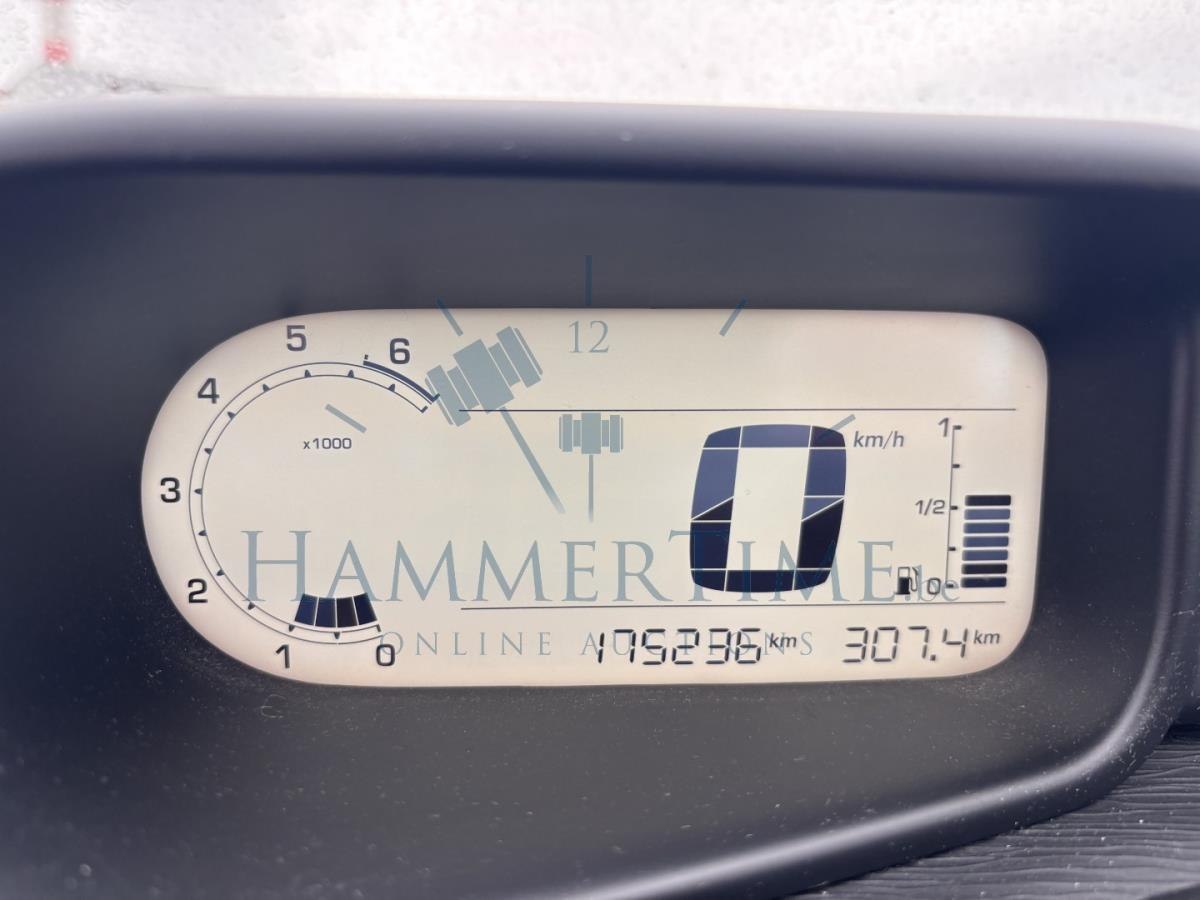 5 6
12
4
x1000
km/h
1
3
1/2
HAMMERTIME.be
0
2
ONLINE AUCTIONS
175236 km 307.4 km
1 0